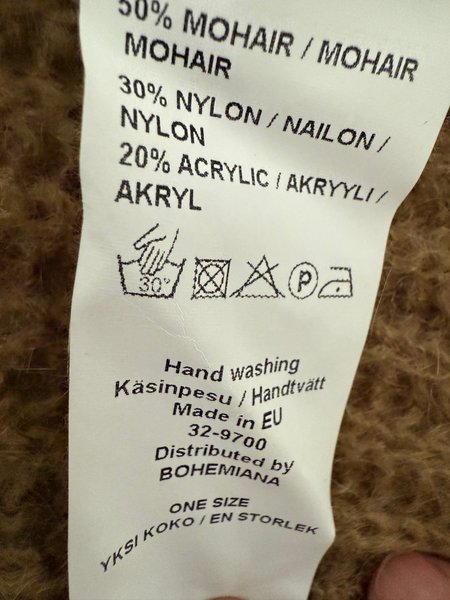 50% MOHAIR / MOHAIR
MOHAIR
30% NYLON / NAILON /
NYLON
20% ACRYLIC / AKRYYLI /
AKRYL
30°
P
Hand washing
Käsinpesu / Handtvätt
Made in EU
32-9700
Distributed by
BOHEMIANA
ONE SIZE
YKSI KOKO / EN STORLEK